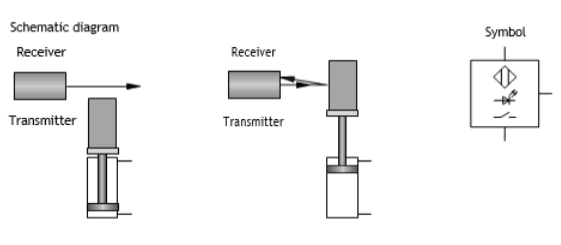 Schematic diagram
Receiver
Transmitter
Receiver
Transmitter
Symbol